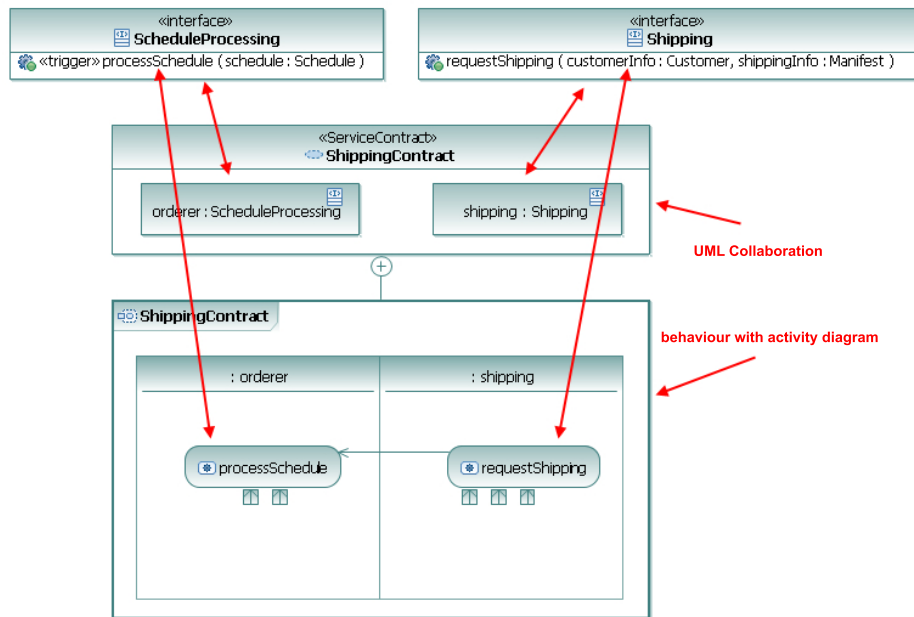 «interface»
ScheduleProcessing
«trigger» processSchedule ( schedule : Schedule )
«interface»
Shipping
requestShipping ( customerInfo : Customer, shippingInfo : Manifest )
«ServiceContract»
ShippingContract
orderer : ScheduleProcessing
shipping : Shipping
UML Collaboration
ShippingContract
behaviour with activity diagram
: orderer
: shipping
processSchedule
requestShipping